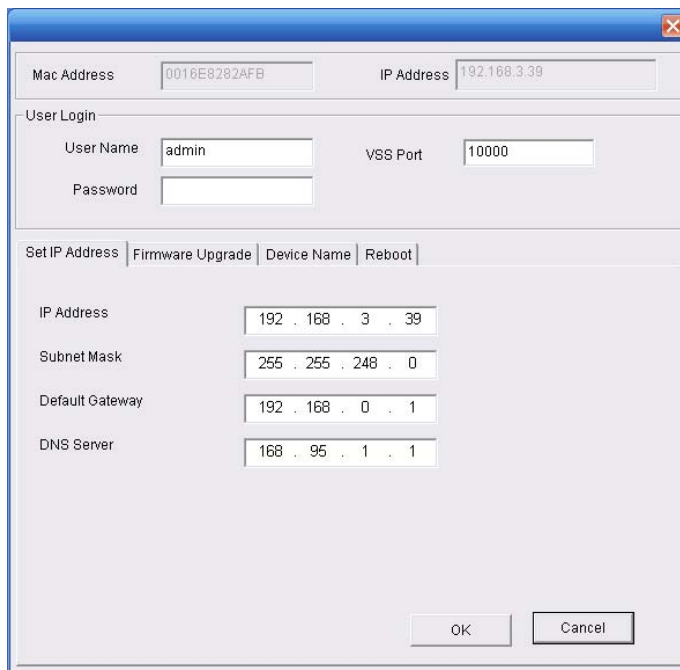 Mac Address 0016E8282AFB IP Address 192.168.3.39
User Login
User Name admin VSS Port 10000
Password
Set IP Address Firmware Upgrade Device Name Reboot
IP Address 192 . 168 . 3 . 39
Subnet Mask 255 . 255 . 248 . 0
Default Gateway 192 . 168 . 0 . 1
DNS Server 168 . 95 . 1 . 1
OK Cancel